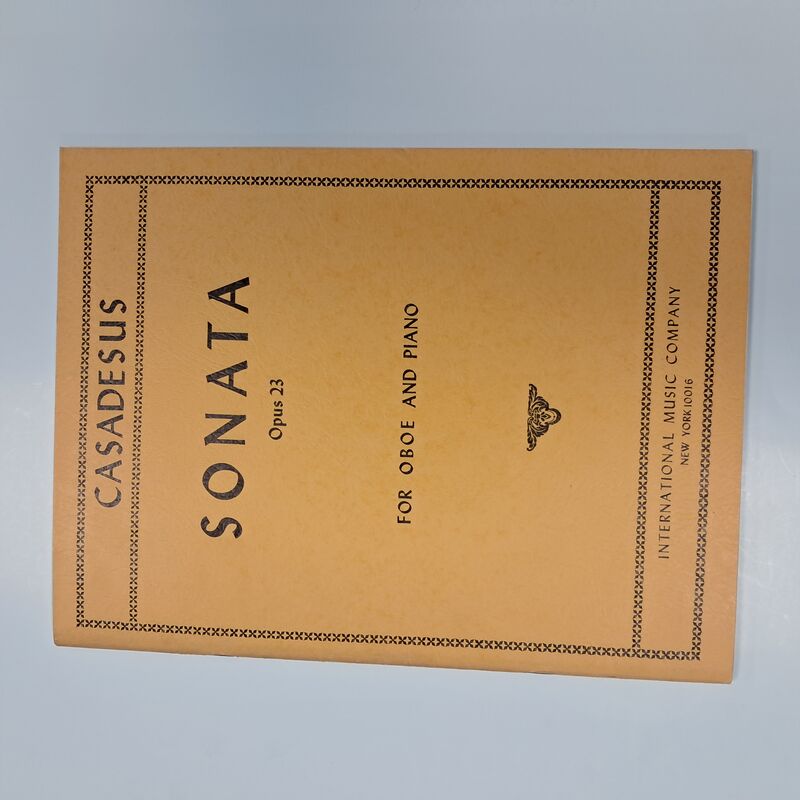 CASADESUS
SONATA
Opus 23
FOR OBOE AND PIANO
INTERNATIONAL MUSIC COMPANY
NEW YORK 10016